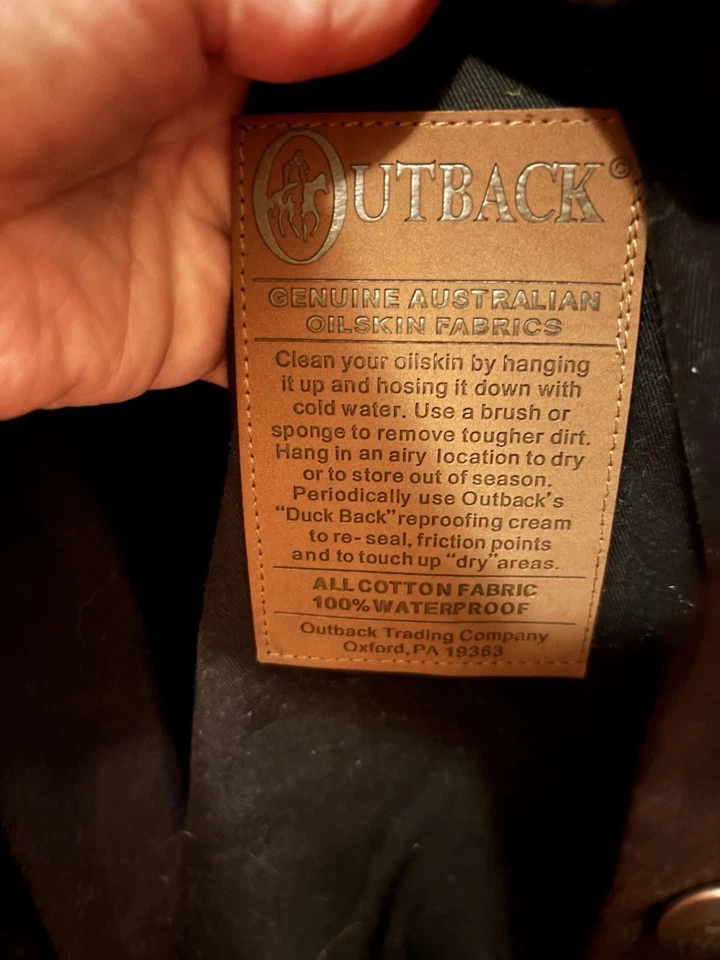 OUTBACK©
GENUINE AUSTRALIAN
OILSKIN FABRICS
Clean your oilskin by hanging
it up and hosing it down with
cold water. Use a brush or
sponge to remove tougher dirt.
Hang in an airy location to dry
or to store out of season.
Periodically use Outback's
"Duck Back" reproofing cream
to re-seal, friction points
and to touch up "dry" areas.
ALL COTTON FABRIC
100% WATERPROOF
Outback Trading Company
Oxford, PA 19363